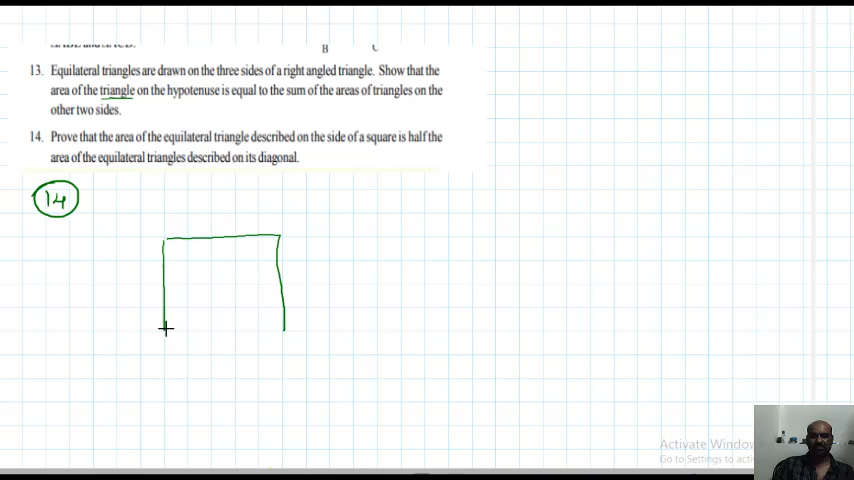 B C
13. Equilateral triangles are drawn on the three sides of a right angled triangle. Show that the
area of the triangle on the hypotenuse is equal to the sum of the areas of triangles on the
other two sides.
14. Prove that the area of the equilateral triangle described on the side of a square is half the
area of the equilateral triangles described on its diagonal.
14
Activate Window
Go to Settings to acti